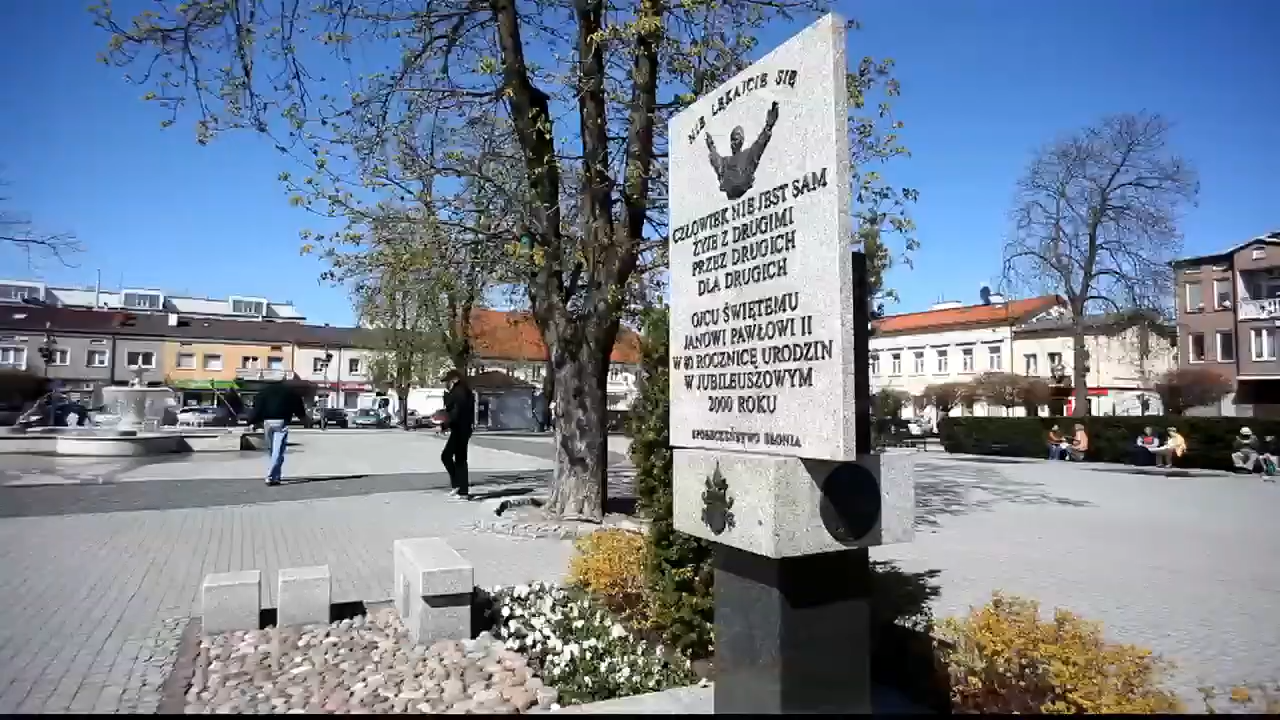 NIE LĘKAJCIE SIĘ
CZŁOWIEK NIE JEST SAM
ŻYJE Z DRUGIMI
PRZEZ DRUGICH
DLA DRUGICH
OJCU ŚWIĘTEMU
JANOWI PAWŁOWI II
W 80 ROCZNICĘ URODZIN
W JUBILEUSZOWYM
2000 ROKU
SPOŁECZEŃSTWO BŁONIA